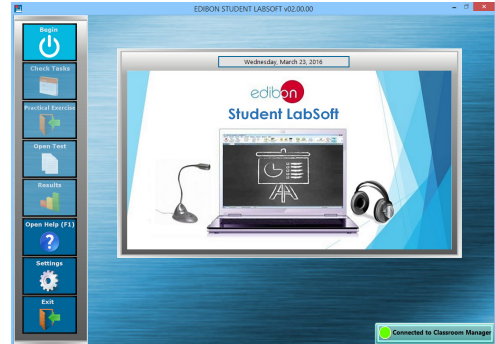 EDIBON STUDENT LABSOFT v02.00.00
Begin
Check Tasks
Practical Exercise
Open Test
Results
Open Help (F1)
Settings
Exit
Wednesday, March 23, 2016
edibon
Student LabSoft
Connected to Classroom Manager